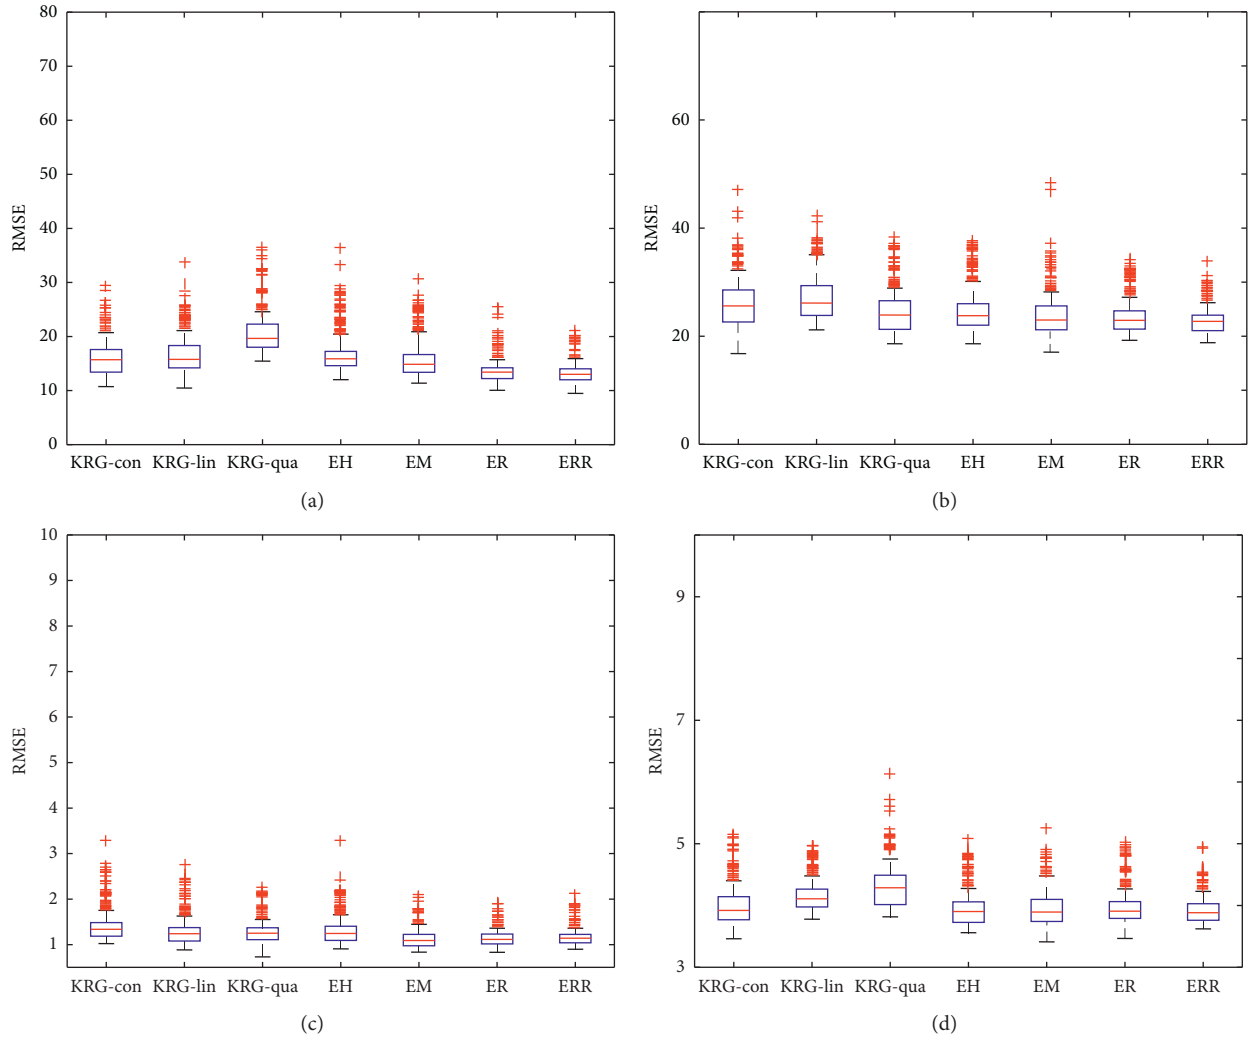 80
70
60
50
40
30
20
10
0
RMSE
KRG-con KRG-lin KRG-qua EH EM ER ERR
(a)
60
40
20
0
RMSE
KRG-con KRG-lin KRG-qua EH EM ER ERR
(b)
10
9
8
7
6
5
4
3
2
1
RMSE
KRG-con KRG-lin KRG-qua EH EM ER ERR
(c)
9
7
5
3
RMSE
KRG-con KRG-lin KRG-qua EH EM ER ERR
(d)